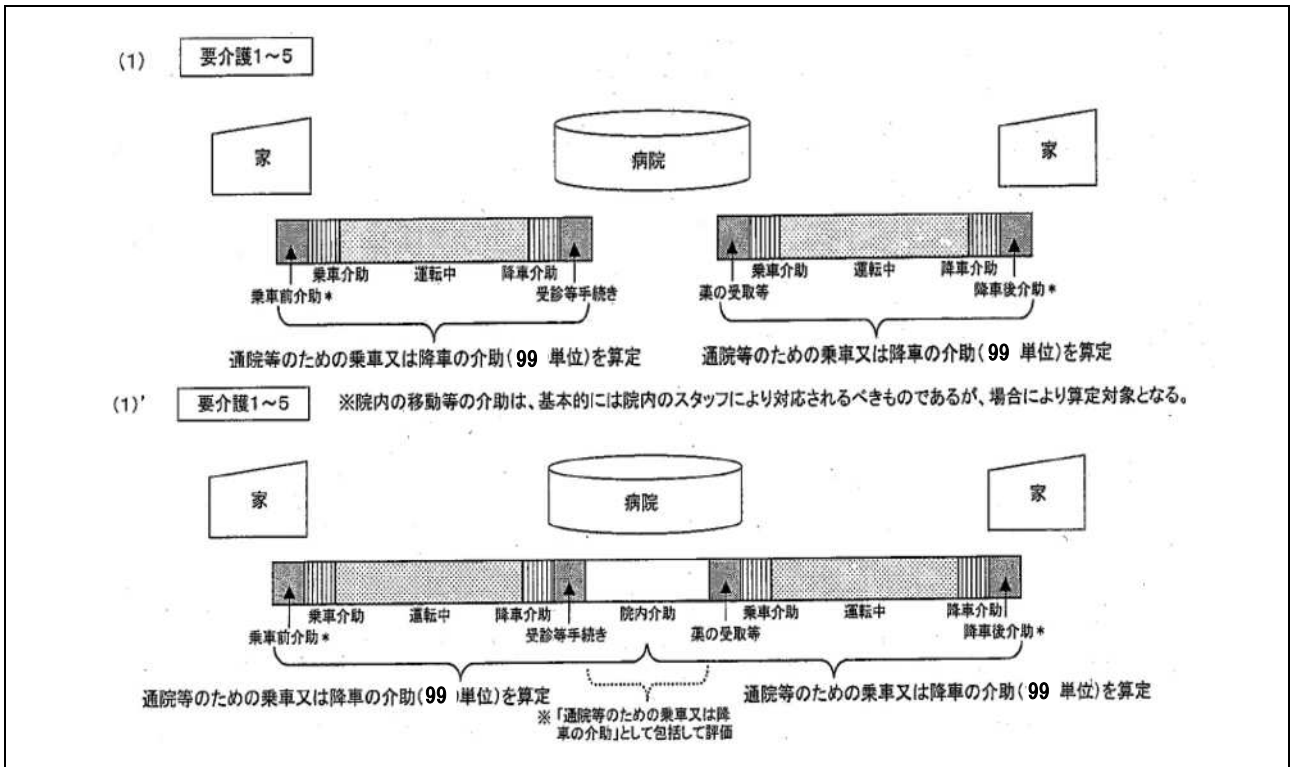 (1) 要介護1～5
家 病院 家
乗車介助 運転中 降車介助 乗車介助 運転中 降車介助
乗車前介助＊ 受診等手続き 薬の受取等 降車後介助＊
通院等のための乗車又は降車の介助(99 単位)を算定 通院等のための乗車又は降車の介助(99 単位)を算定
(1)' 要介護1～5 ※院内の移動等の介助は、基本的には院内のスタッフにより対応されるべきものであるが、場合により算定対象となる。
家 病院 家
乗車介助 運転中 降車介助 院内介助 乗車介助 運転中 降車介助
乗車前介助＊ 受診等手続き 薬の受取等 降車後介助＊
通院等のための乗車又は降車の介助(99 単位)を算定 通院等のための乗車又は降車の介助(99 単位)を算定
※「通院等のための乗車又は降
車の介助」として包括して評価